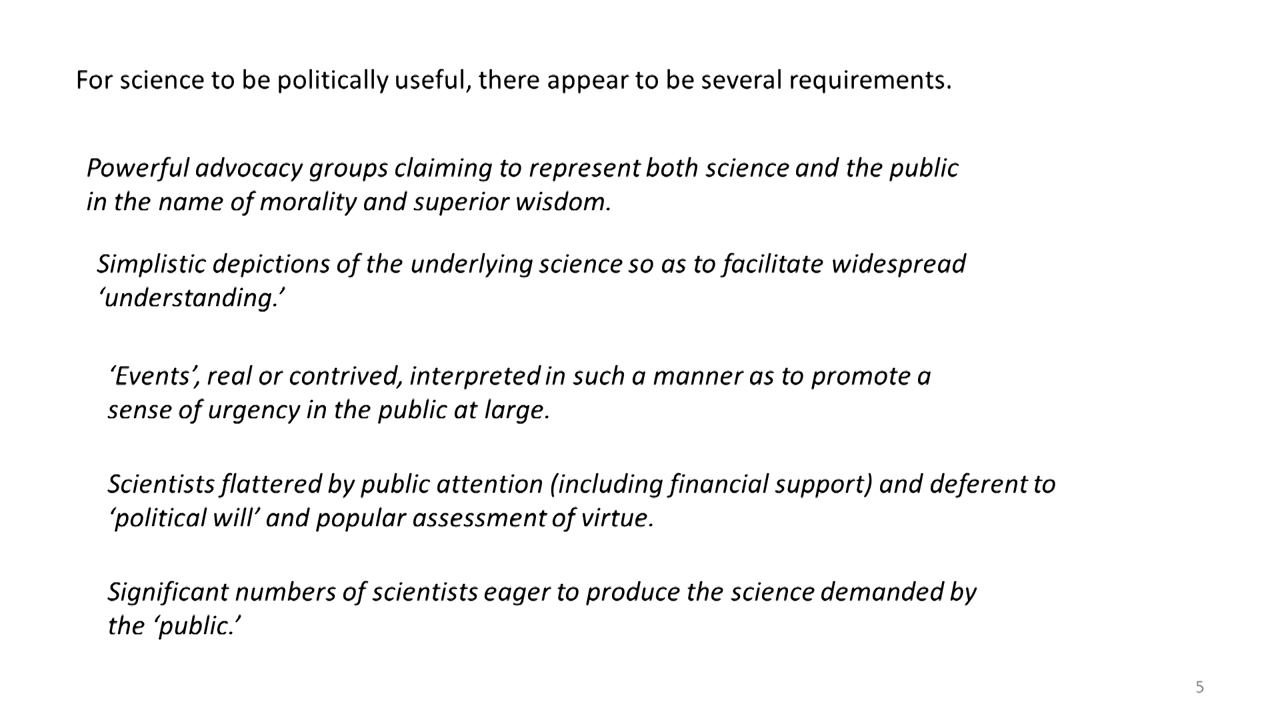 For science to be politically useful, there appear to be several requirements.
Powerful advocacy groups claiming to represent both science and the public
in the name of morality and superior wisdom.
Simplistic depictions of the underlying science so as to facilitate widespread
‘understanding.’
‘Events’, real or contrived, interpreted in such a manner as to promote a
sense of urgency in the public at large.
Scientists flattered by public attention (including financial support) and deferent to
‘political will’ and popular assessment of virtue.
Significant numbers of scientists eager to produce the science demanded by
the ‘public.’
5